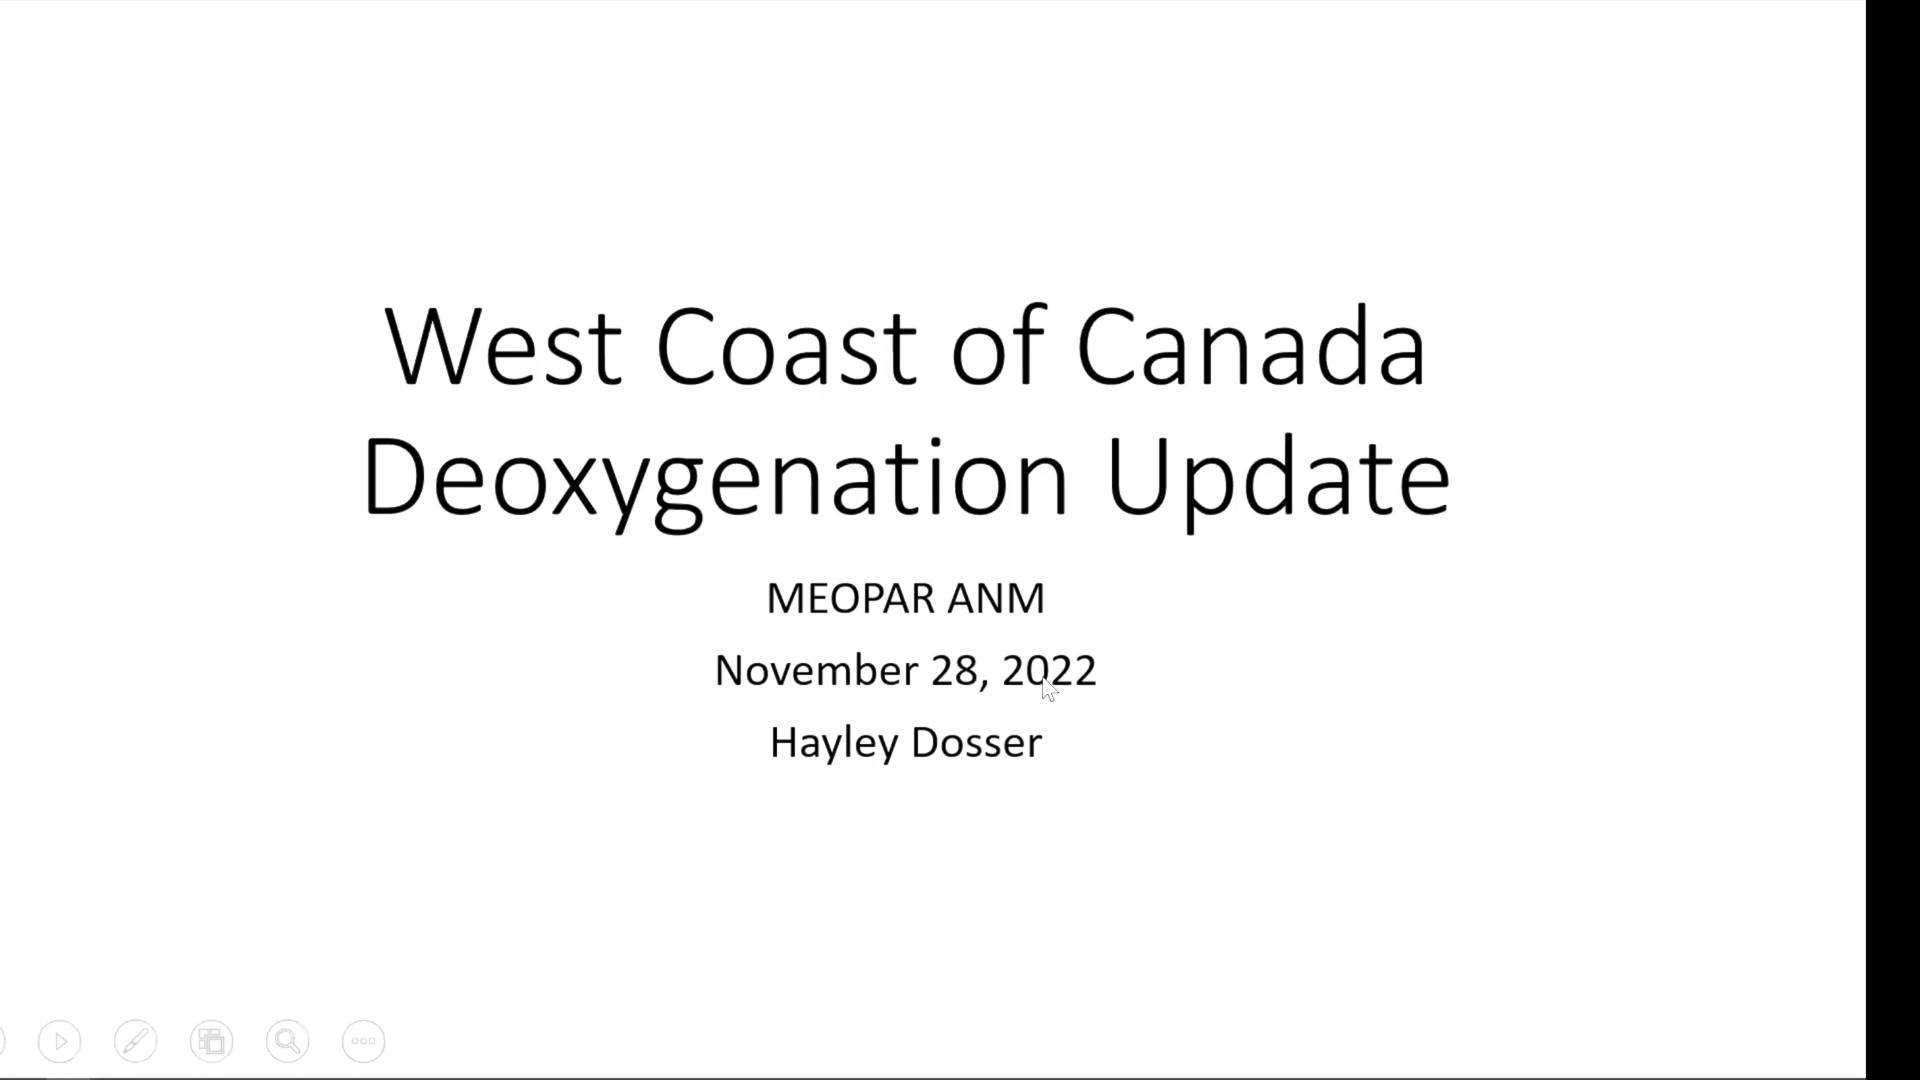 West Coast of Canada
Deoxygenation Update
MEOPAR ANM
November 28, 2022
Hayley Dosser